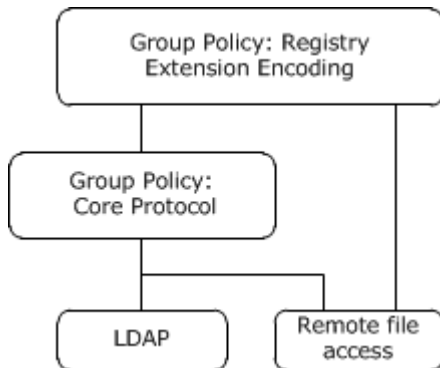 Group Policy: Registry
Extension Encoding
Group Policy:
Core Protocol
LDAP
Remote file
access